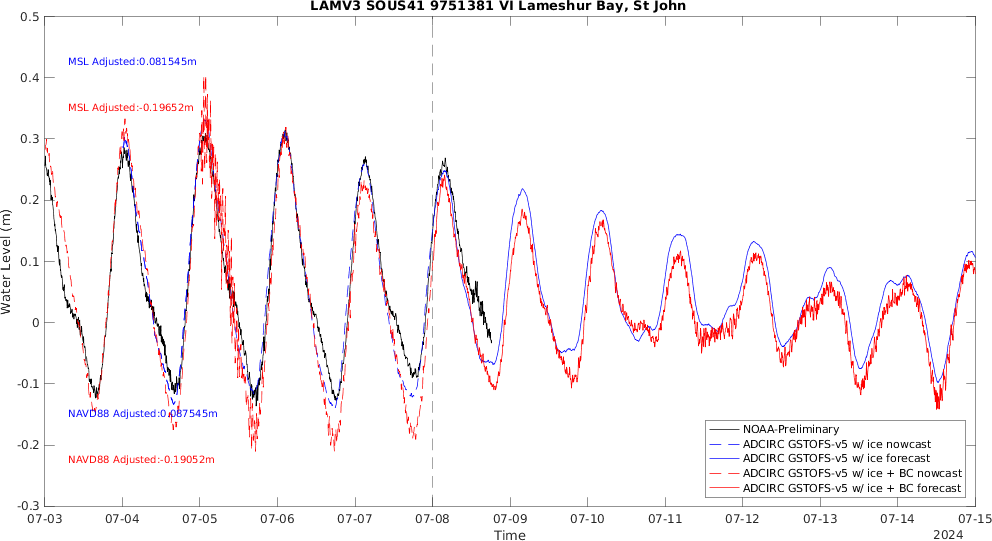 LAMV3 SOUS41 9751381 VI Lameshur Bay, St John
0.5
0.4
0.3
0.2
0.1
0
-0.1
-0.2
-0.3
Water Level (m)
MSL Adjusted:0.081545m
MSL Adjusted:-0.19652m
NAVD88 Adjusted:0.087545m
NAVD88 Adjusted:-0.19052m
NOAA-Preliminary
ADCIRC GSTOFS-v5 w/ ice nowcast
ADCIRC GSTOFS-v5 w/ ice forecast
ADCIRC GSTOFS-v5 w/ ice + BC nowcast
ADCIRC GSTOFS-v5 w/ ice + BC forecast
07-03 07-04 07-05 07-06 07-07 07-08 07-09 07-10 07-11 07-12 07-13 07-14 07-15
Time
2024